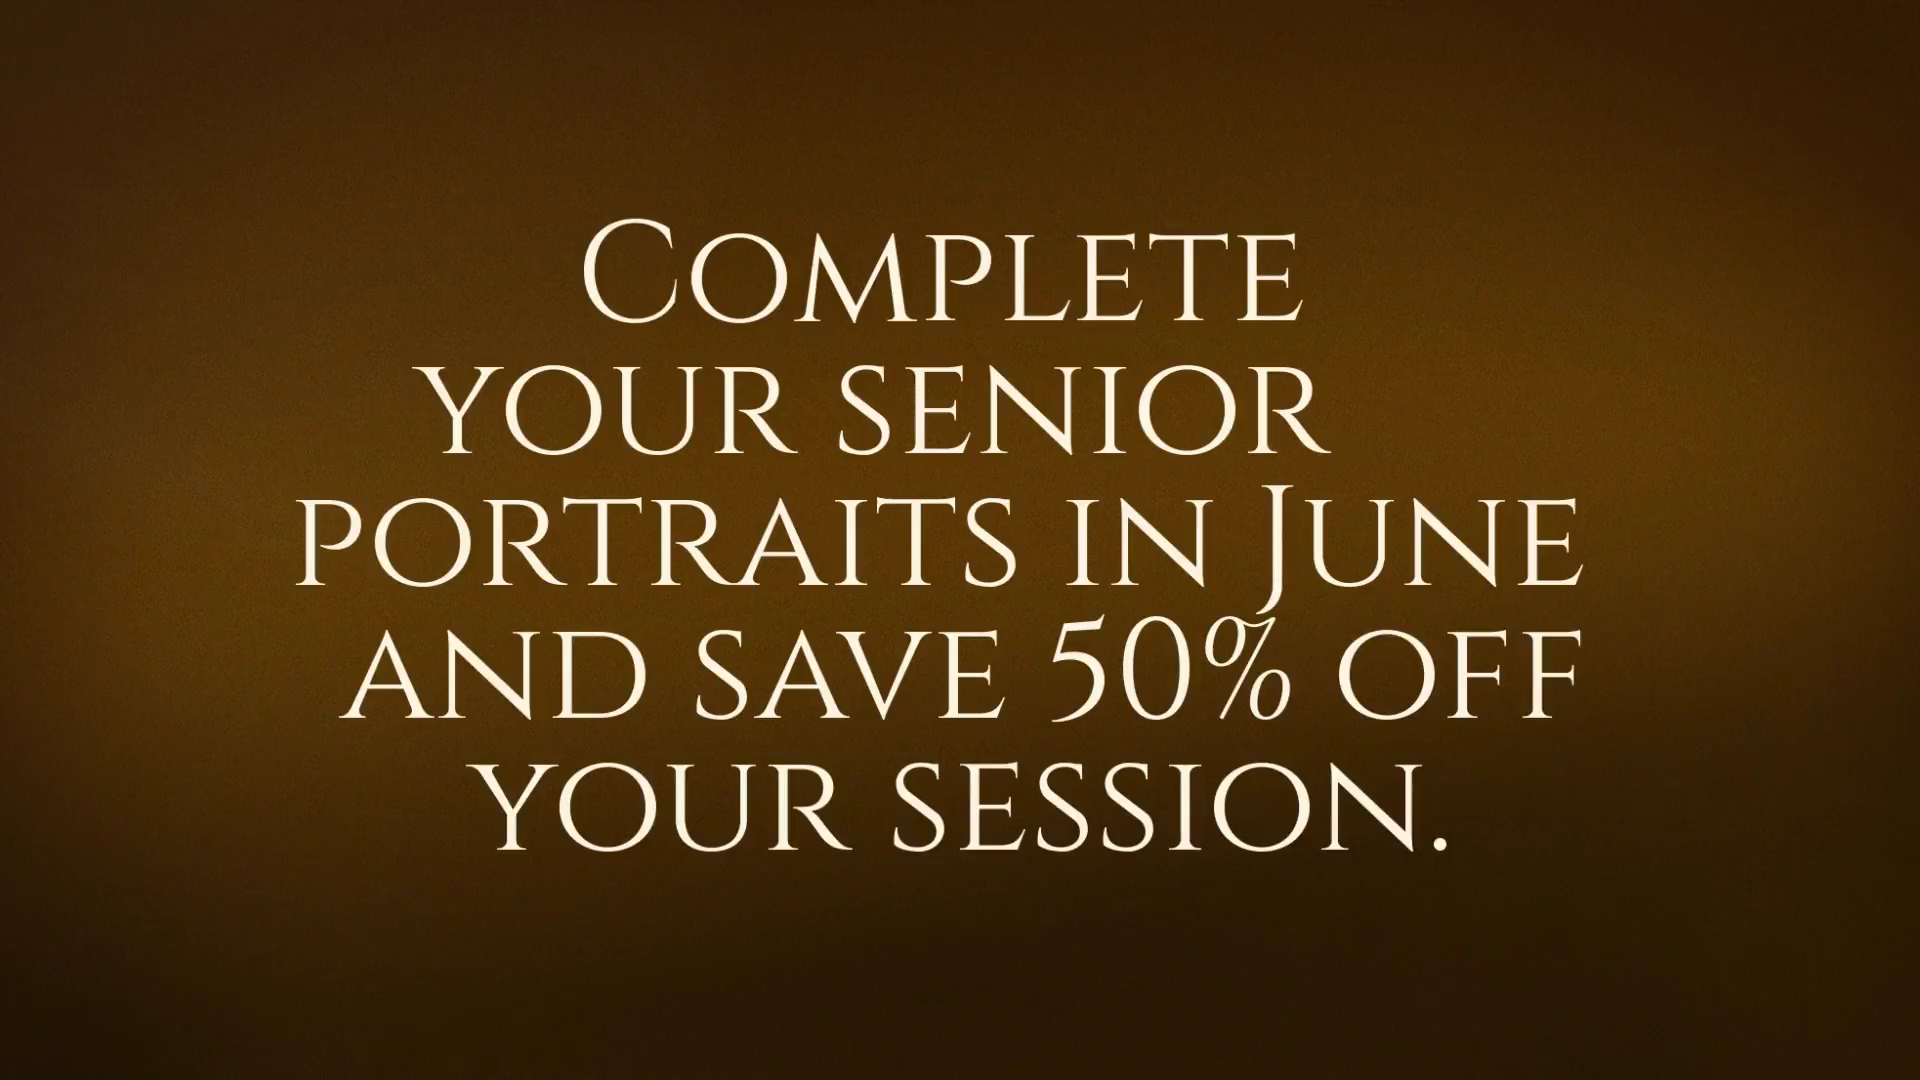 Complete
your senior
portraits in June
and save 50% off
your session.